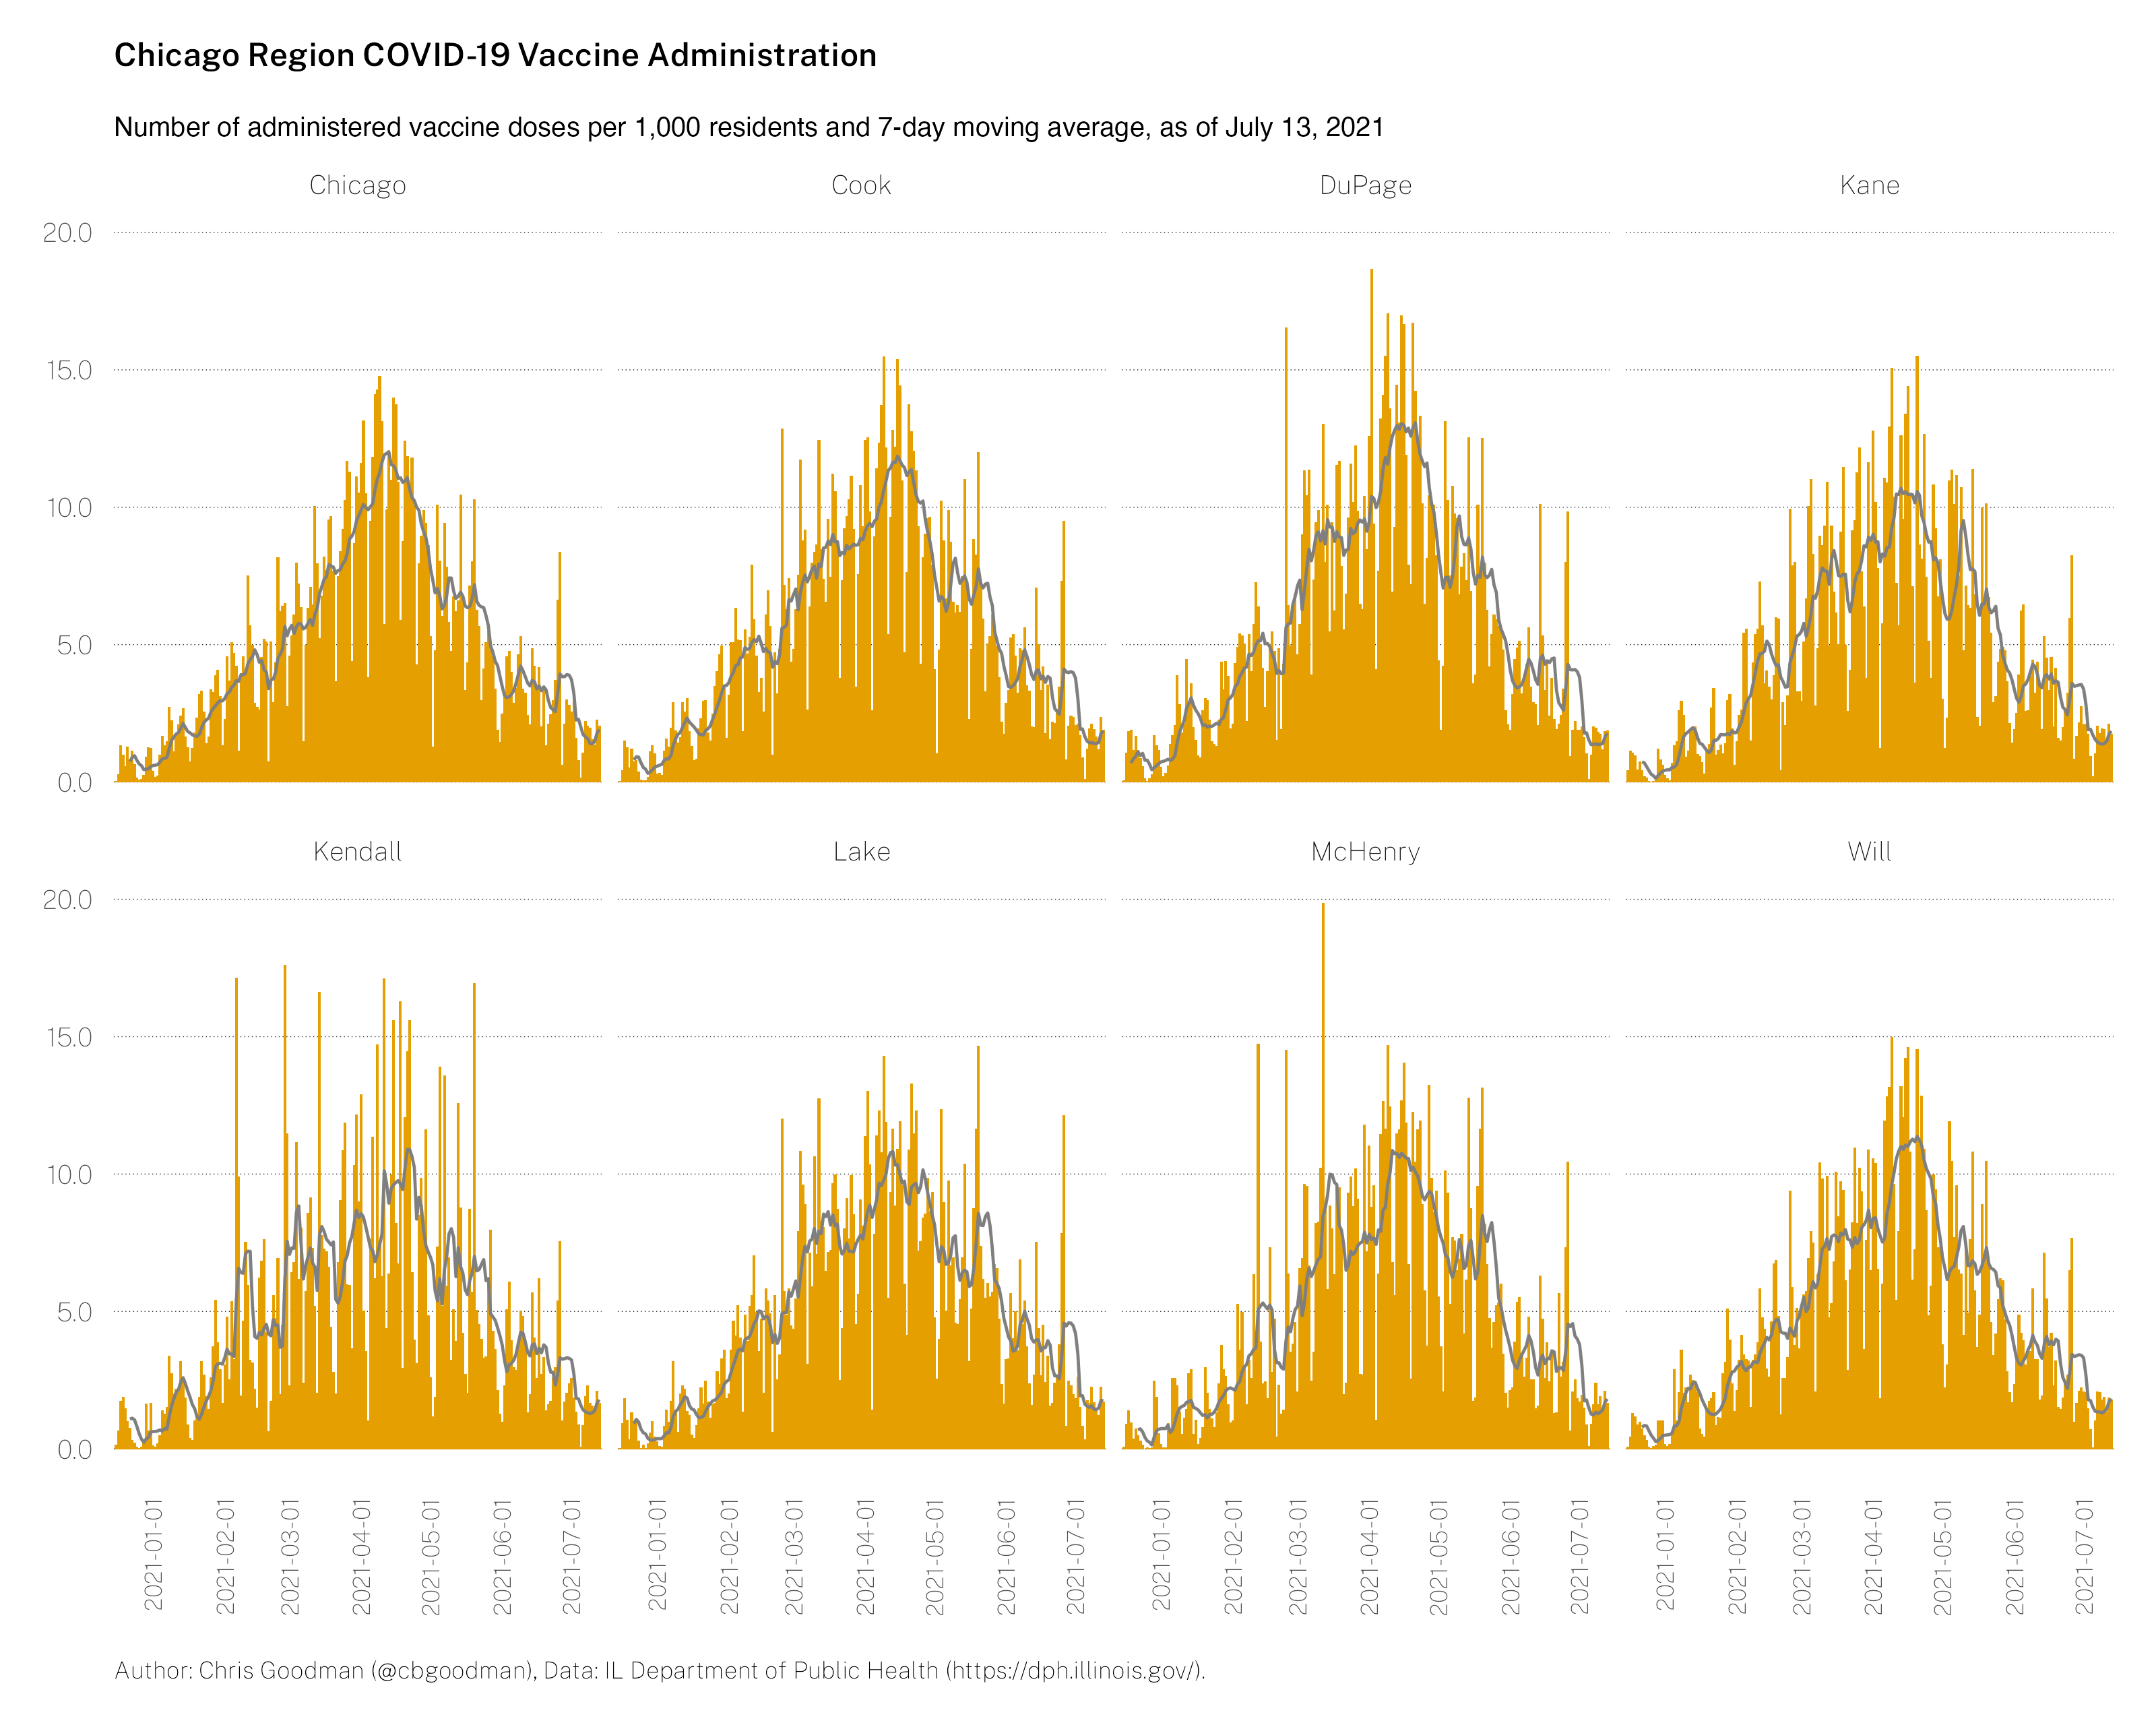 Chicago Region COVID-19 Vaccine Administration
Number of administered vaccine doses per 1,000 residents and 7-day moving average, as of July 13, 2021
Chicago Cook DuPage Kane
20.0
15.0
10.0
5.0
0.0
Kendall Lake McHenry Will
20.0
15.0
10.0
5.0
0.0
2021-01-01 2021-02-01 2021-03-01 2021-04-01 2021-05-01 2021-06-01 2021-07-01 2021-01-01 2021-02-01 2021-03-01 2021-04-01 2021-05-01 2021-06-01 2021-07-01 2021-01-01 2021-02-01 2021-03-01 2021-04-01 2021-05-01 2021-06-01 2021-07-01 2021-01-01 2021-02-01 2021-03-01 2021-04-01 2021-05-01 2021-06-01 2021-07-01
Author: Chris Goodman (@cbgoodman), Data: IL Department of Public Health (https://dph.illinois.gov/).